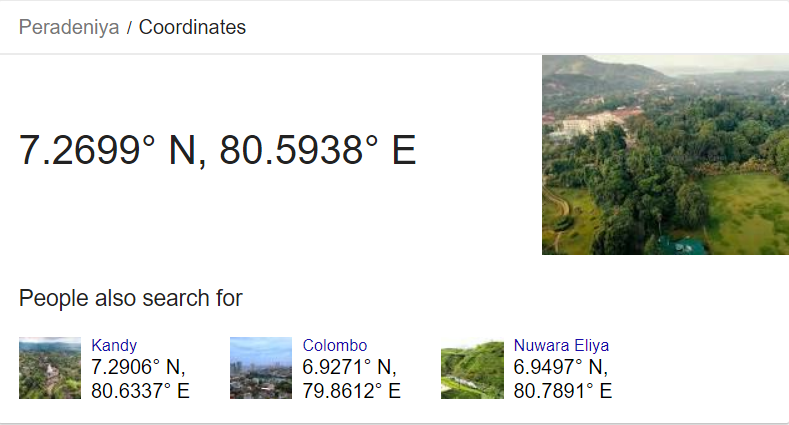 Peradeniya / Coordinates
7.2699° N, 80.5938° E
People also search for
Kandy
7.2906° N,
80.6337° E
Colombo
6.9271° N,
79.8612° E
Nuwara Eliya
6.9497° N,
80.7891° E